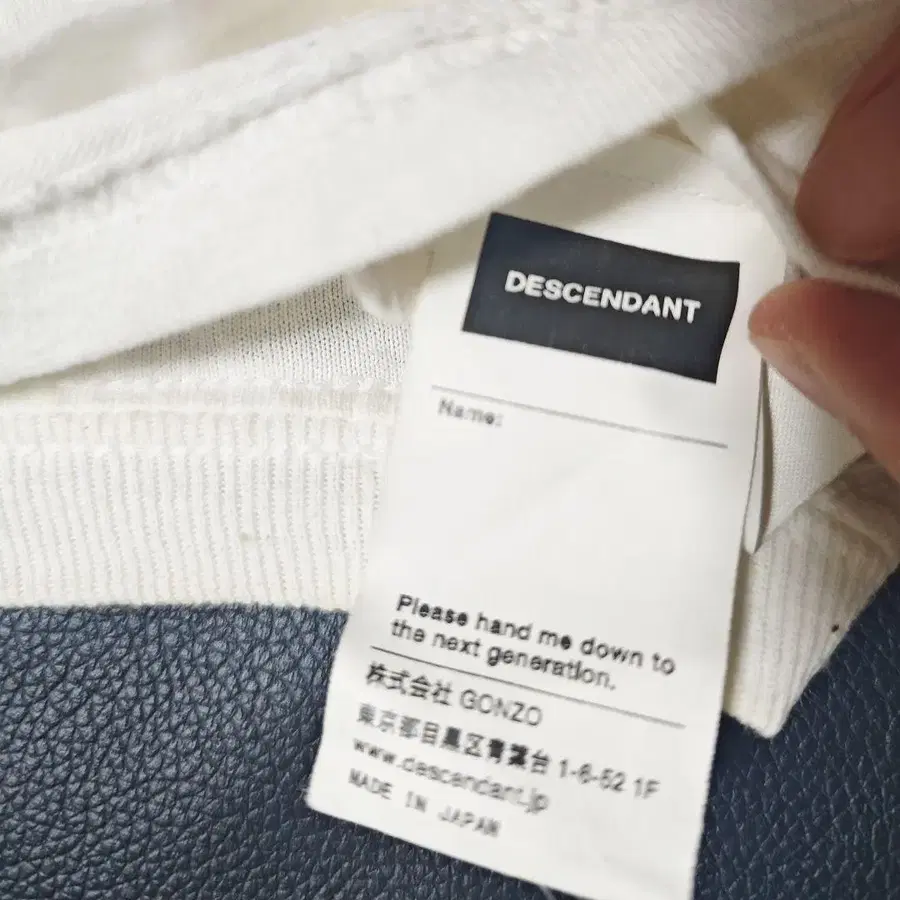 DESCENDANT
Name:
Please hand me down to
the next generation.
株式会社 GONZO
東京都目黒区青葉台 1-6-52 1F
www.descendant.jp
MADE IN JAPAN